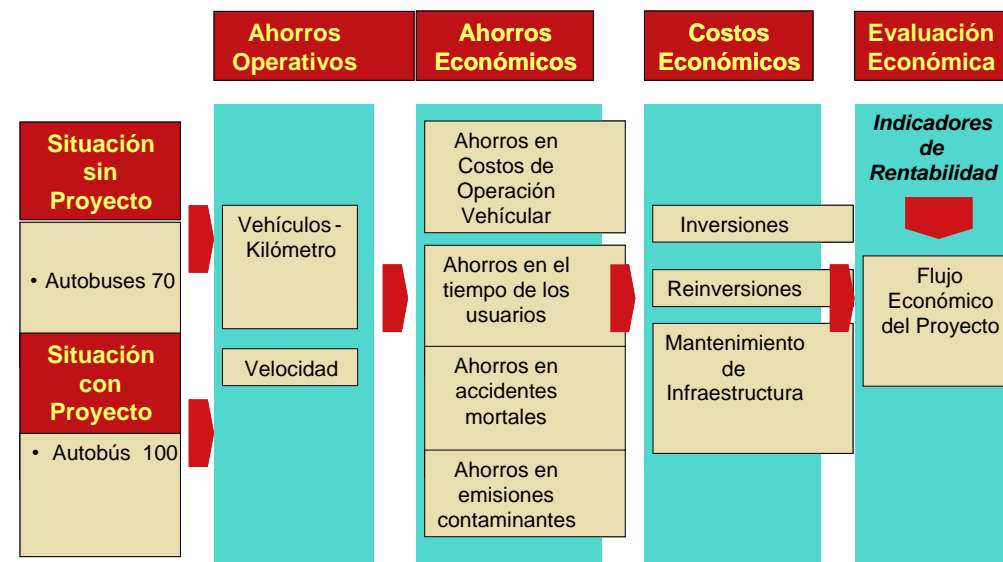 Ahorros
Operativos
Ahorros
Económicos
Costos
Económicos
Evaluación
Económica
Situación
sin
Proyecto
• Autobuses 70
Situación
con
Proyecto
• Autobús 100
Vehículos -
Kilómetro
Velocidad
Ahorros en
Costos de
Operación
Vehícular
Ahorros en el
tiempo de los
usuarios
Ahorros en
accidentes
mortales
Ahorros en
emisiones
contaminantes
Inversiones
Reinversiones
Mantenimiento
de
Infraestructura
Indicadores
de
Rentabilidad
Flujo
Económico
del Proyecto